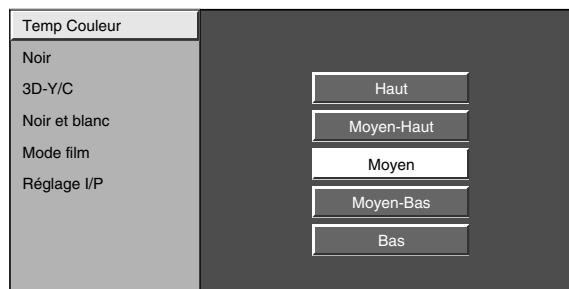 Temp Couleur
Noir
3D-Y/C
Noir et blanc
Mode film
Réglage I/P
Haut
Moyen-Haut
Moyen
Moyen-Bas
Bas